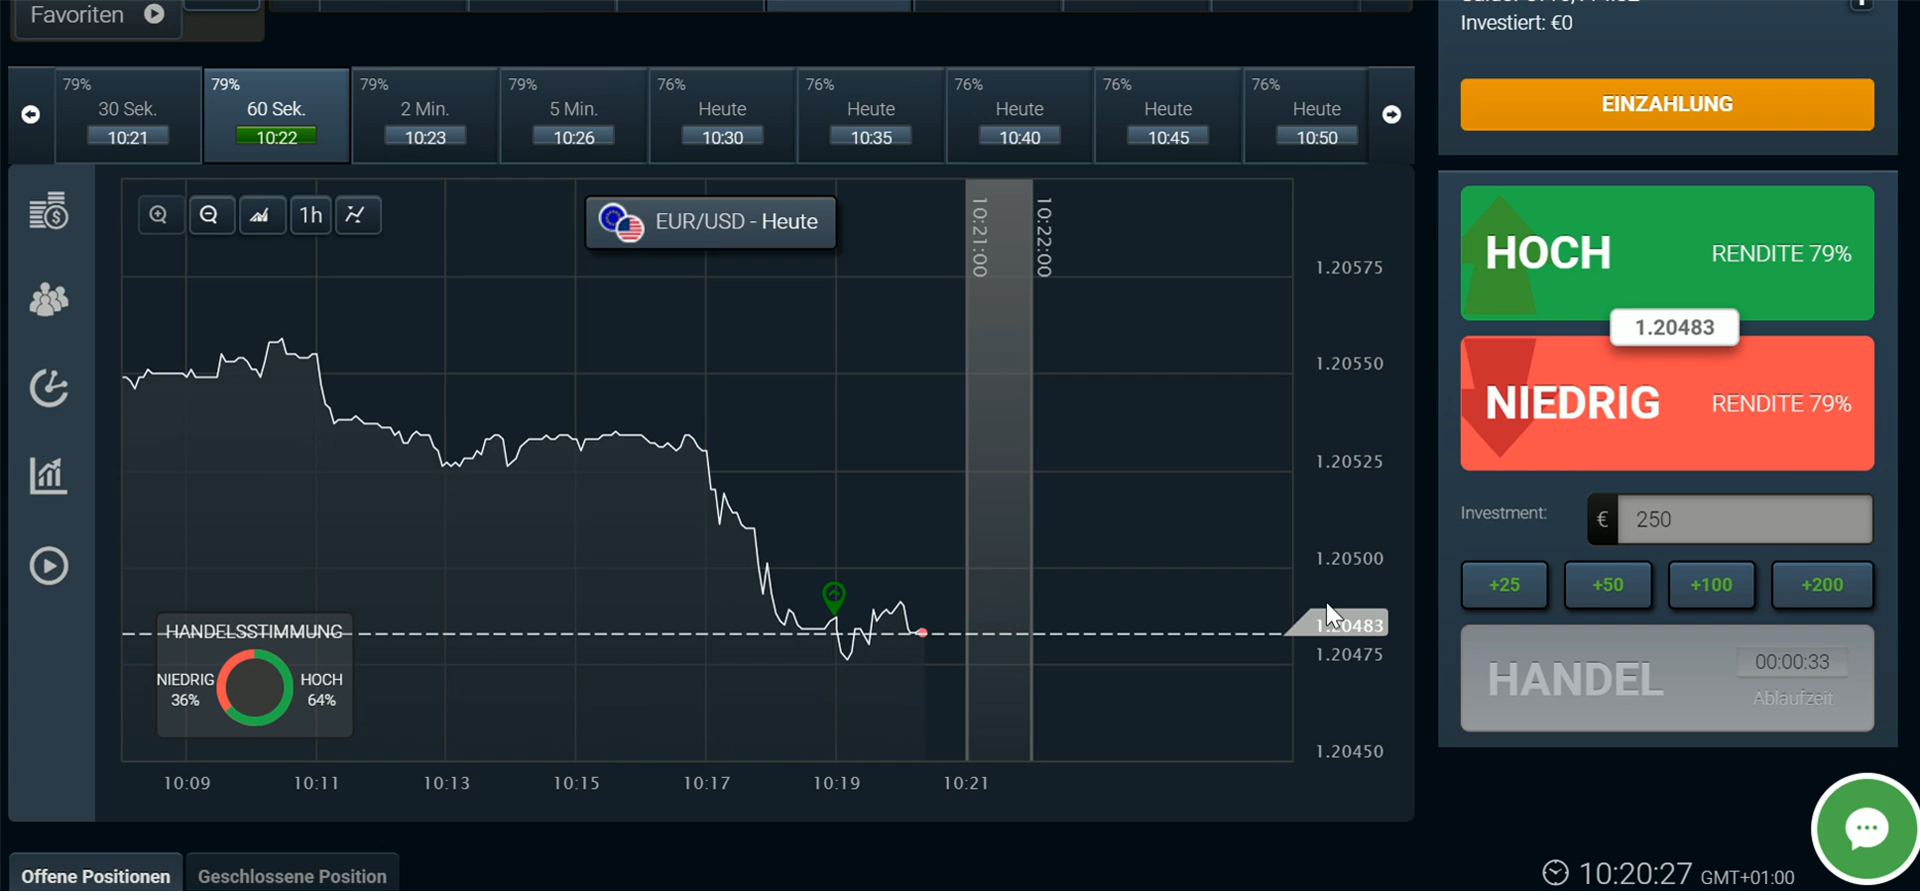 Favoriten
Investiert: €0
EINZAHLUNG
79%
30 Sek.
10:21
79%
60 Sek.
10:22
79%
2 Min.
10:23
79%
5 Min.
10:26
76%
Heute
10:30
76%
Heute
10:35
76%
Heute
10:40
76%
Heute
10:45
76%
Heute
10:50
1h
EUR/USD - Heute
10:21:00
10:22:00
1.20575
1.20550
1.20525
1.20500
1.20483
1.20475
1.20450
HANDELSSTIMMUNG
NIEDRIG
36%
HOCH
64%
10:09
10:11
10:13
10:15
10:17
10:19
10:21
HOCH
RENDITE 79%
1.20483
NIEDRIG
RENDITE 79%
Investment:
€
250
+25
+50
+100
+200
HANDEL
00:00:33
Ablaufzeit
Offene Positionen
Geschlossene Position
10:20:27 GMT+01:00